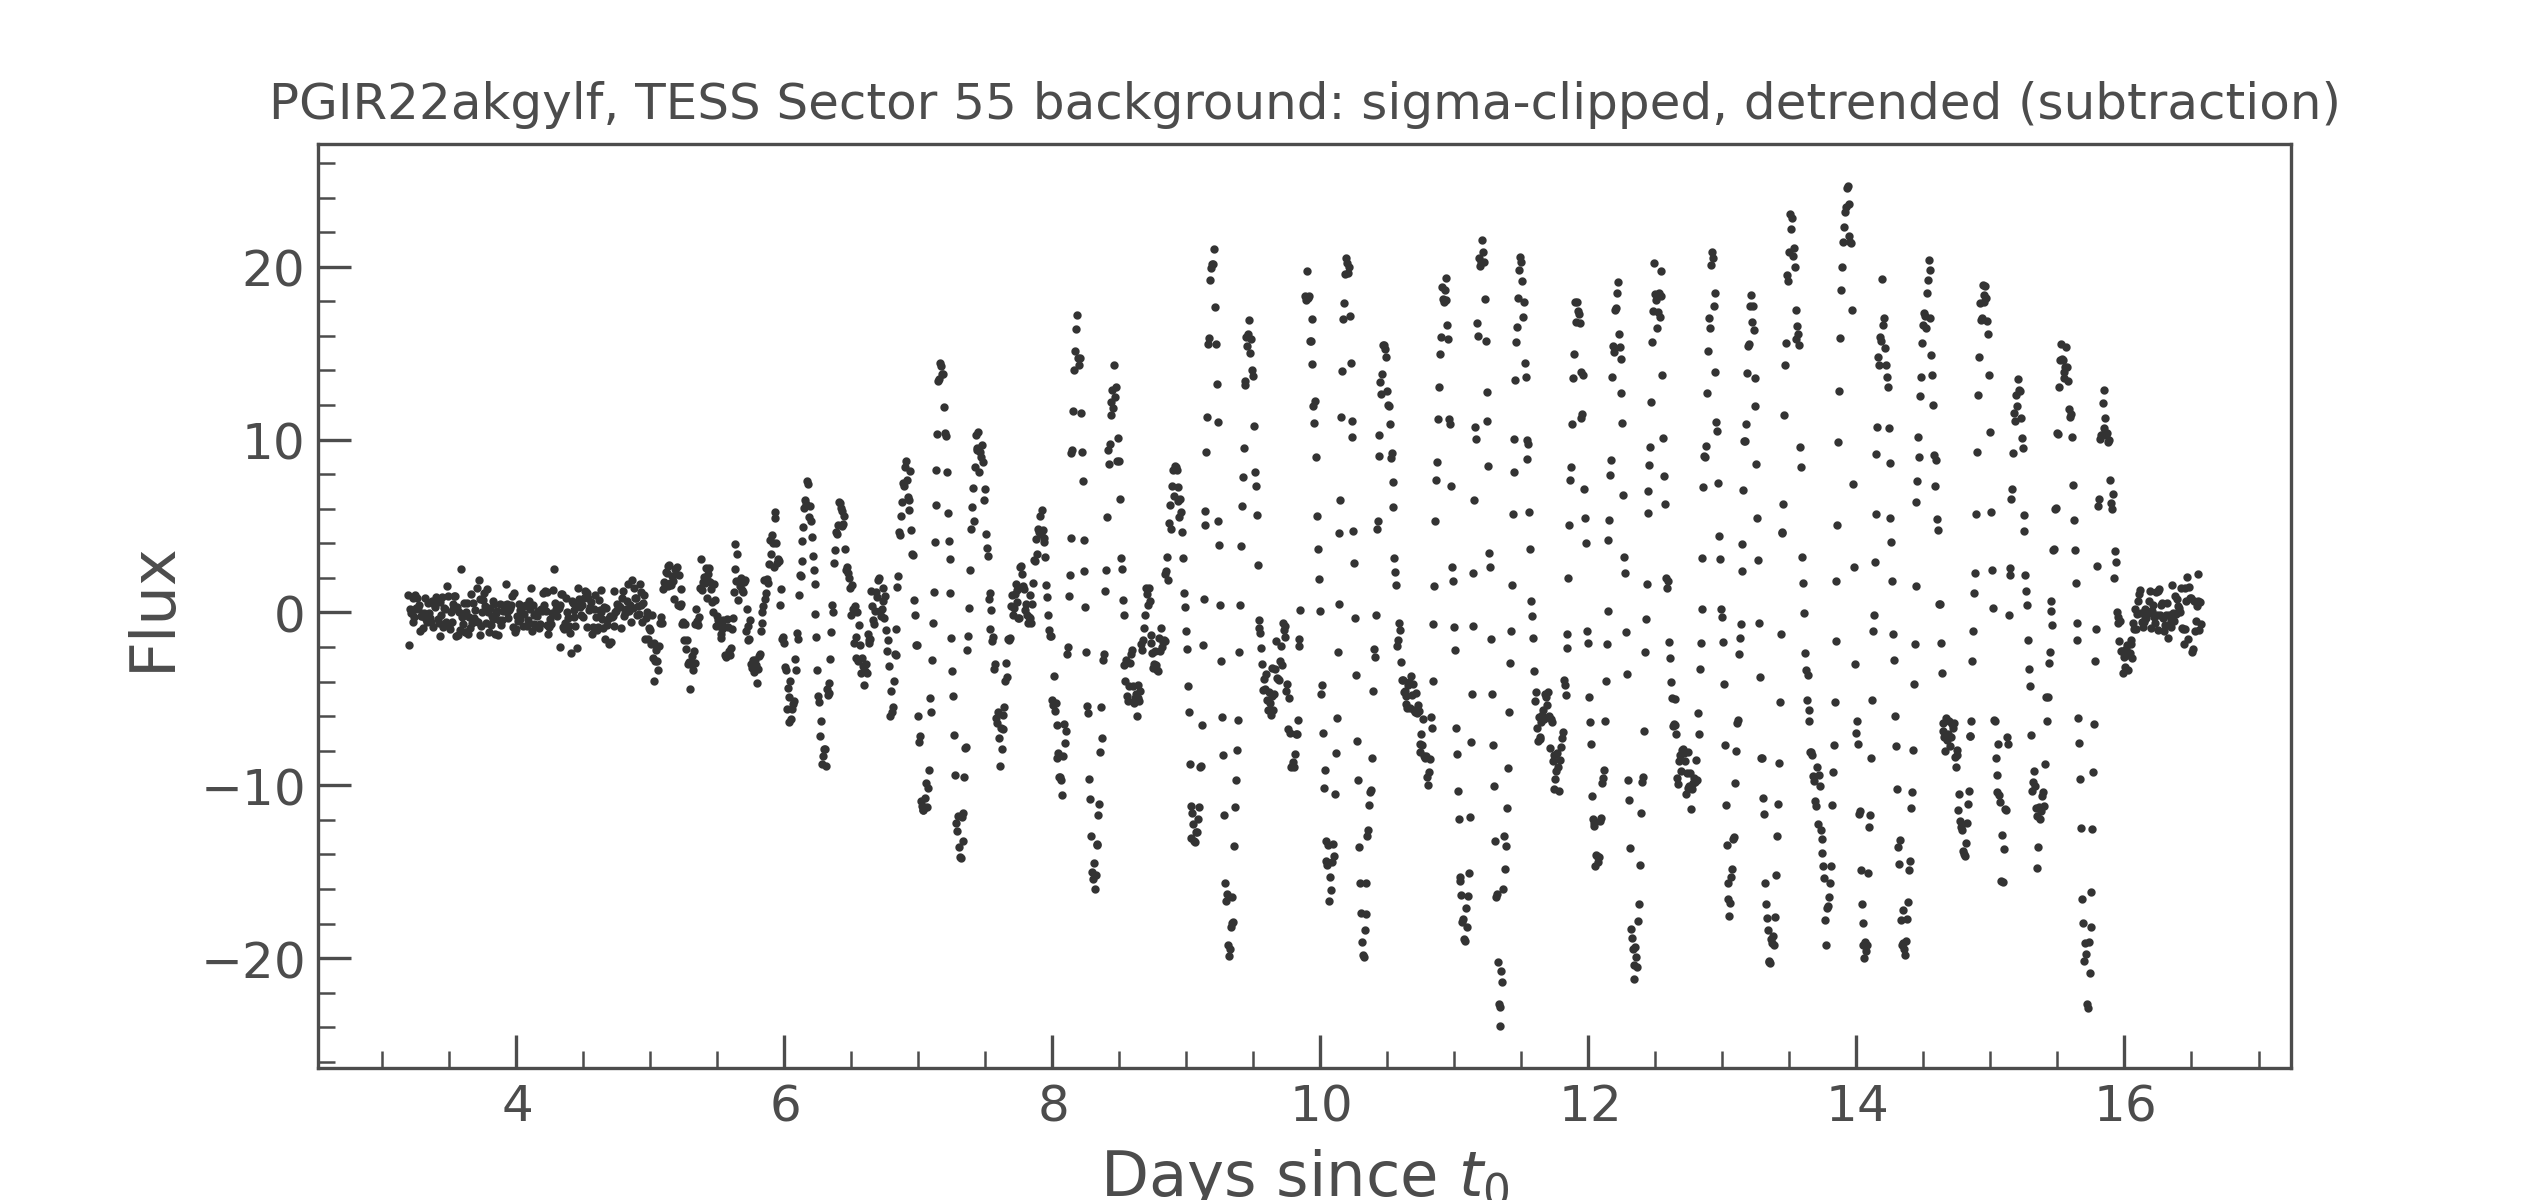 PGIR22akgylf, TESS Sector 55 background: sigma-clipped, detrended (subtraction)
20
10
0
−10
−20
Flux
4 6 8 10 12 14 16
Days since t₀